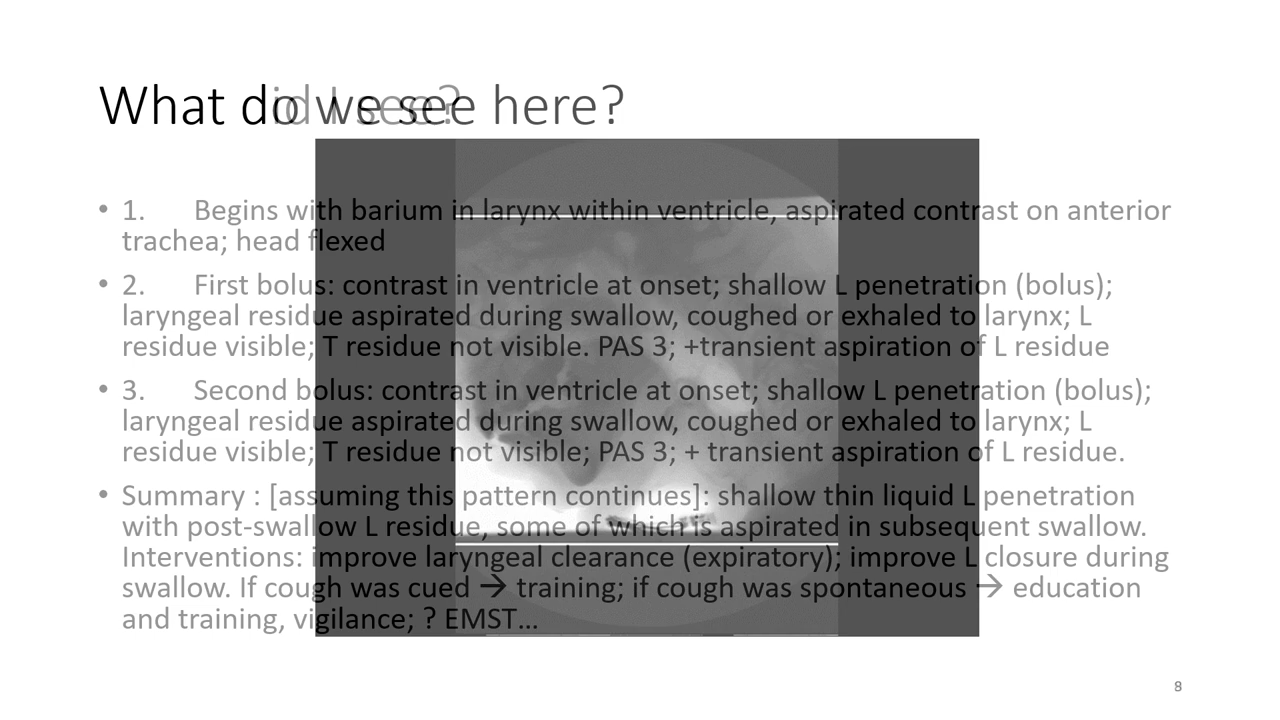 What do we see here?
What did I see?
• 1. Begins with barium in larynx within ventricle, aspirated contrast on anterior
trachea; head flexed
• 2. First bolus: contrast in ventricle at onset; shallow L penetration (bolus);
laryngeal residue aspirated during swallow, coughed or exhaled to larynx; L
residue visible; T residue not visible. PAS 3; +transient aspiration of L residue
• 3. Second bolus: contrast in ventricle at onset; shallow L penetration (bolus);
laryngeal residue aspirated during swallow, coughed or exhaled to larynx; L
residue visible; T residue not visible; PAS 3; + transient aspiration of L residue.
• Summary : [assuming this pattern continues]: shallow thin liquid L penetration
with post-swallow L residue, some of which is aspirated in subsequent swallow.
Interventions: improve laryngeal clearance (expiratory); improve L closure during
swallow. If cough was cued → training; if cough was spontaneous → education
and training, vigilance; ? EMST…
8